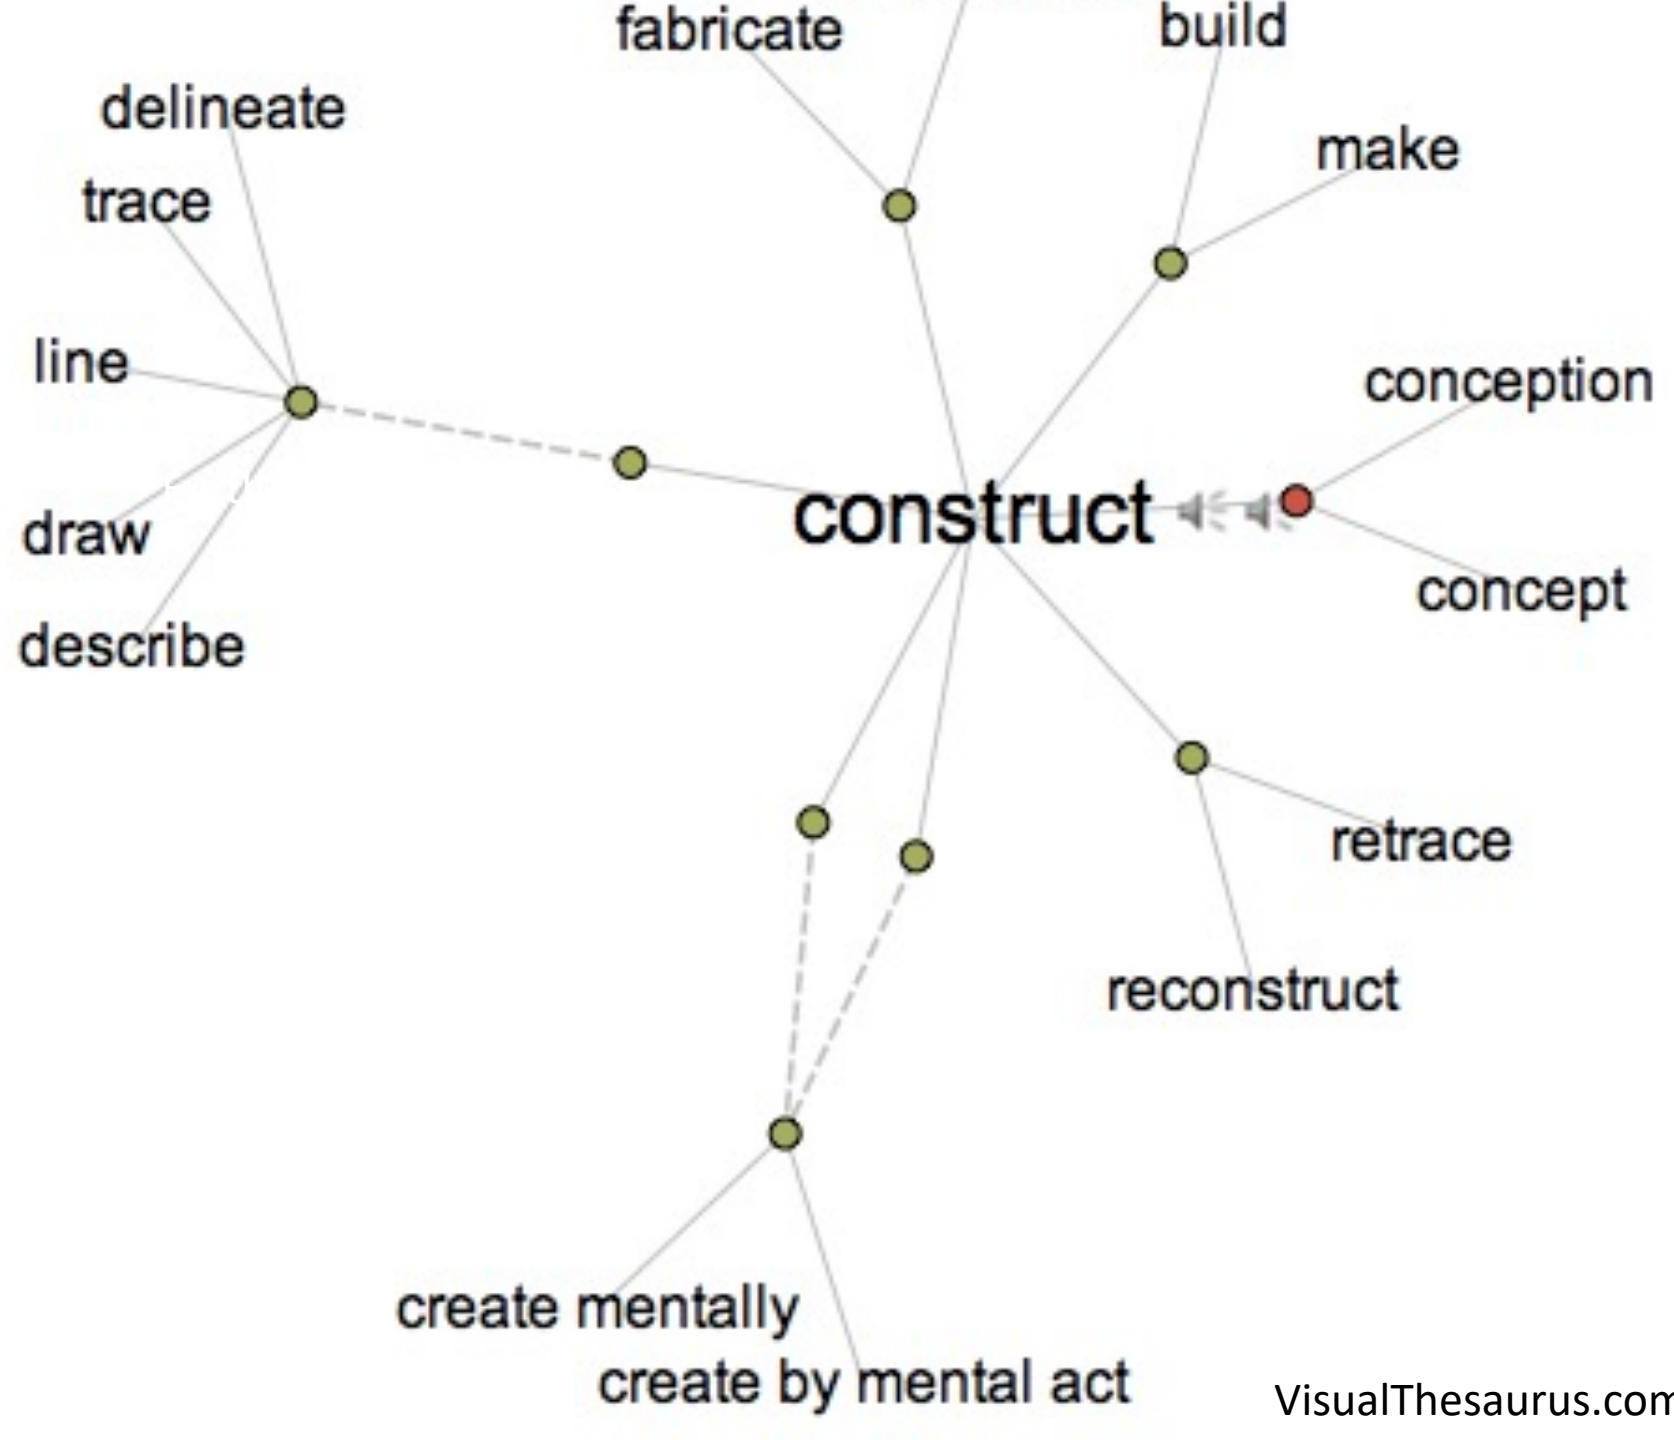 fabricate
build
delineate
make
trace
line
conception
construct
draw
concept
describe
retrace
reconstruct
create mentally
create by mental act
VisualThesaurus.com